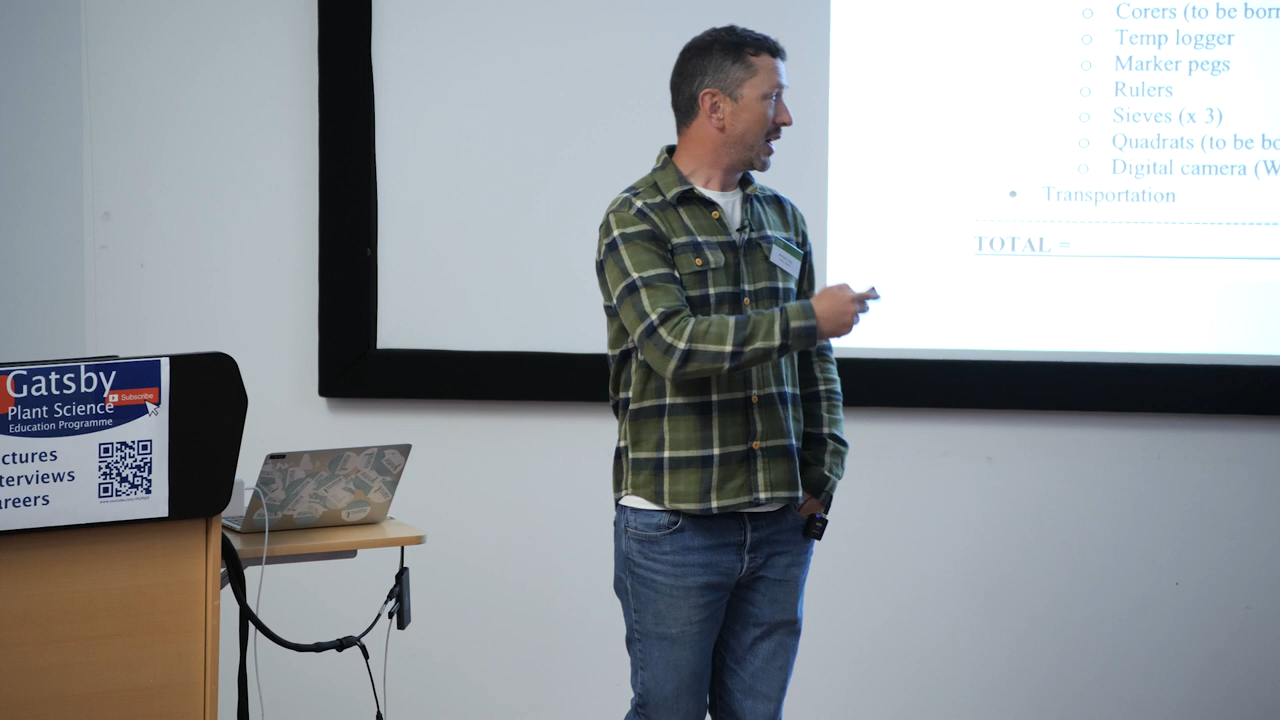 Corers (to be borr
Temp logger
Marker pegs
Rulers
Sieves (x 3)
Quadrats (to be bo
Digital camera (W
Transportation
TOTAL =
Gatsby
Subscribe
Plant Science
Education Programme
ctures
terviews
areers